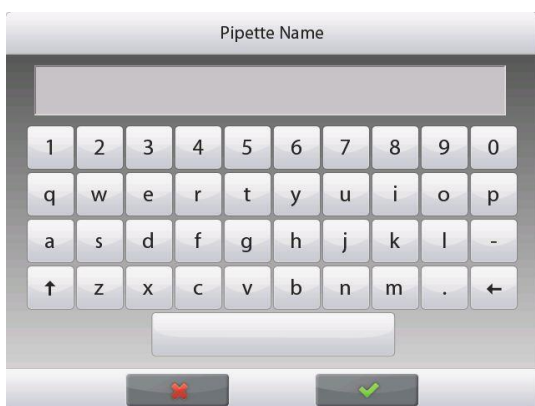 Pipette Name
1 2 3 4 5 6 7 8 9 0
q w e r t y u i o p
a s d f g h j k l -
↑ z x c v b n m . ←